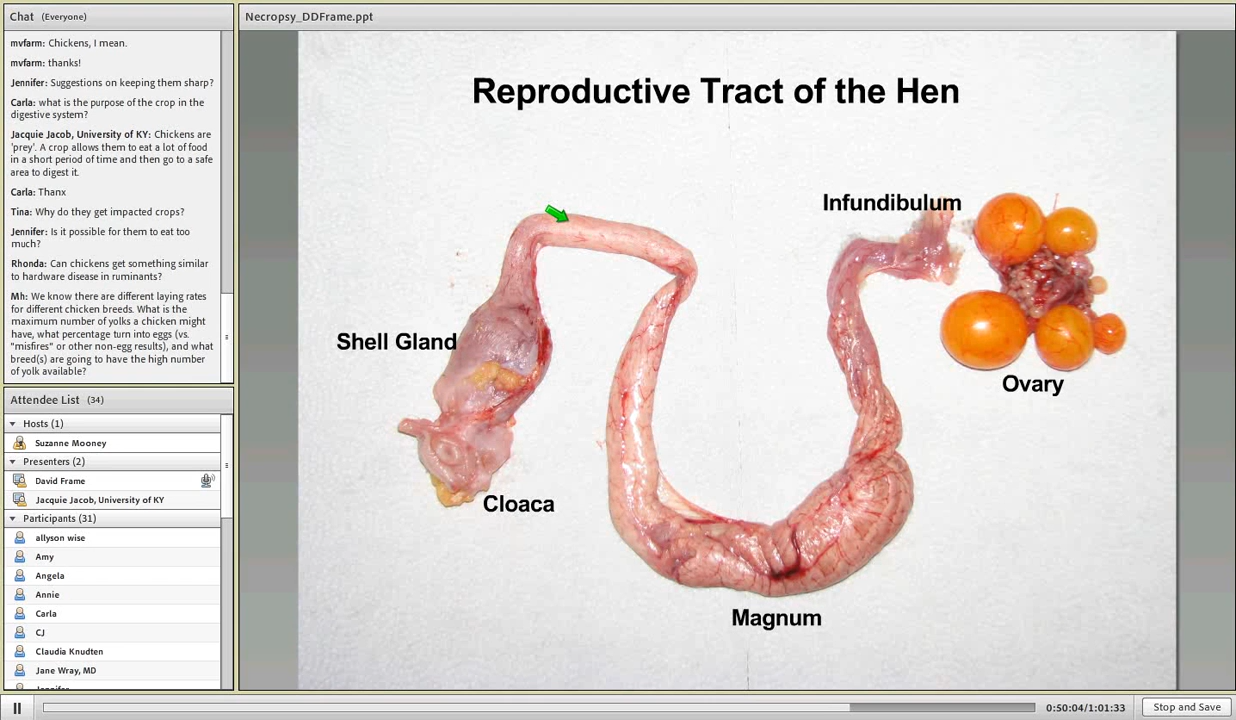 Chat (Everyone)
mvfarm: Chickens, I mean.
mvfarm: thanks!
Jennifer: Suggestions on keeping them sharp?
Carla: what is the purpose of the crop in the
digestive system?
Jacquie Jacob, University of KY: Chickens are
'prey'. A crop allows them to eat a lot of food
in a short period of time and then go to a safe
area to digest it.
Carla: Thanx
Tina: Why do they get impacted crops?
Jennifer: Is it possible for them to eat too
much?
Rhonda: Can chickens get something similar
to hardware disease in ruminants?
Mh: We know there are different laying rates
for different chicken breeds. What is the
maximum number of yolks a chicken might
have, what percentage turn into eggs (vs.
"misfires" or other non-egg results), and what
breed(s) are going to have the high number
of yolk available?
Attendee List (34)
Hosts (1)
Suzanne Mooney
Presenters (2)
David Frame
Jacquie Jacob, University of KY
Participants (31)
allyson wise
Amy
Angela
Annie
Carla
CJ
Claudia Knudten
Jane Wray, MD
Jennifer
Necropsy_DDFrame.ppt
Reproductive Tract of the Hen
Infundibulum
Shell Gland
Ovary
Cloaca
Magnum
0:50:04/1:01:33
Stop and Save